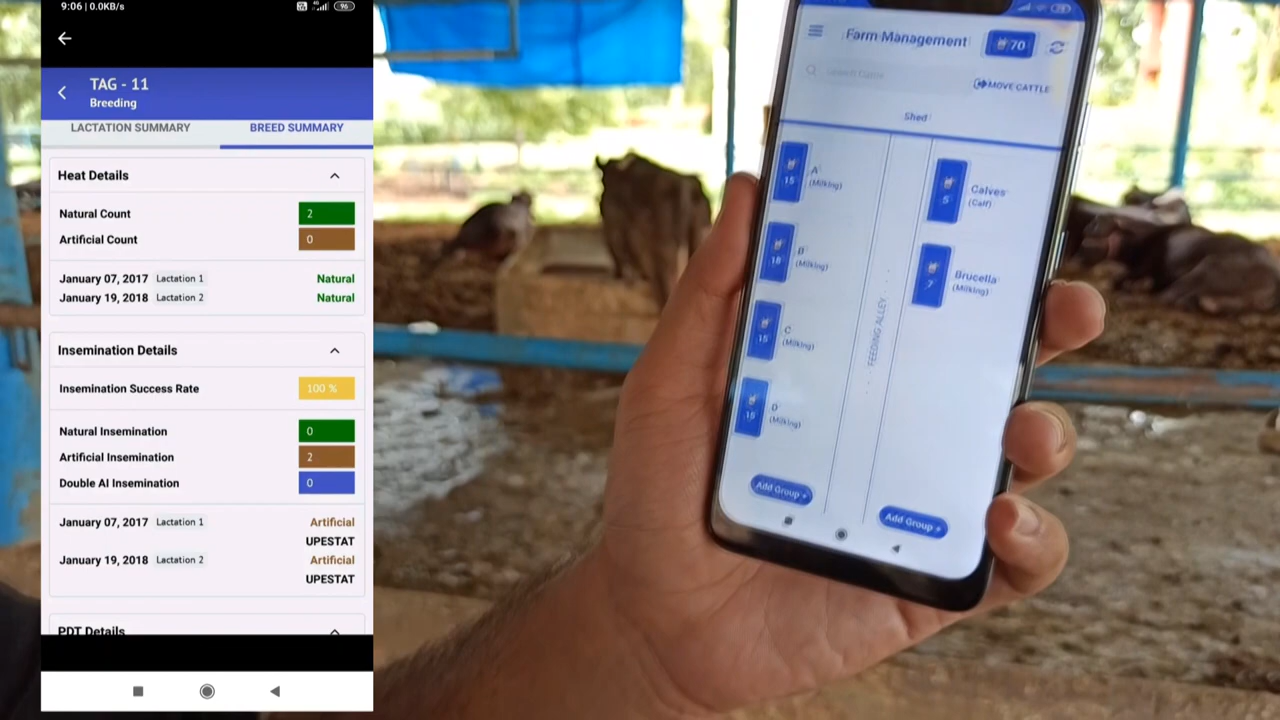 9:06 | 0.0KB/s
4G
96
TAG - 11
Breeding
LACTATION SUMMARY
BREED SUMMARY
Heat Details
Natural Count
2
Artificial Count
0
January 07, 2017 Lactation 1 Natural
January 19, 2018 Lactation 2 Natural
Insemination Details
Insemination Success Rate
100 %
Natural Insemination
0
Artificial Insemination
2
Double AI Insemination
0
January 07, 2017 Lactation 1 Artificial
UPESTAT
January 19, 2018 Lactation 2 Artificial
UPESTAT
PDT Details
Farm Management
70
Search Cattle
MOVE CATTLE
Shed
15
A
(Milking)
18
B
(Milking)
15
C
(Milking)
D
(Milking)
Add Group +
FEEDING ALLEY
5
Calves
(Calf)
7
Brucella
(Milking)
Add Group +